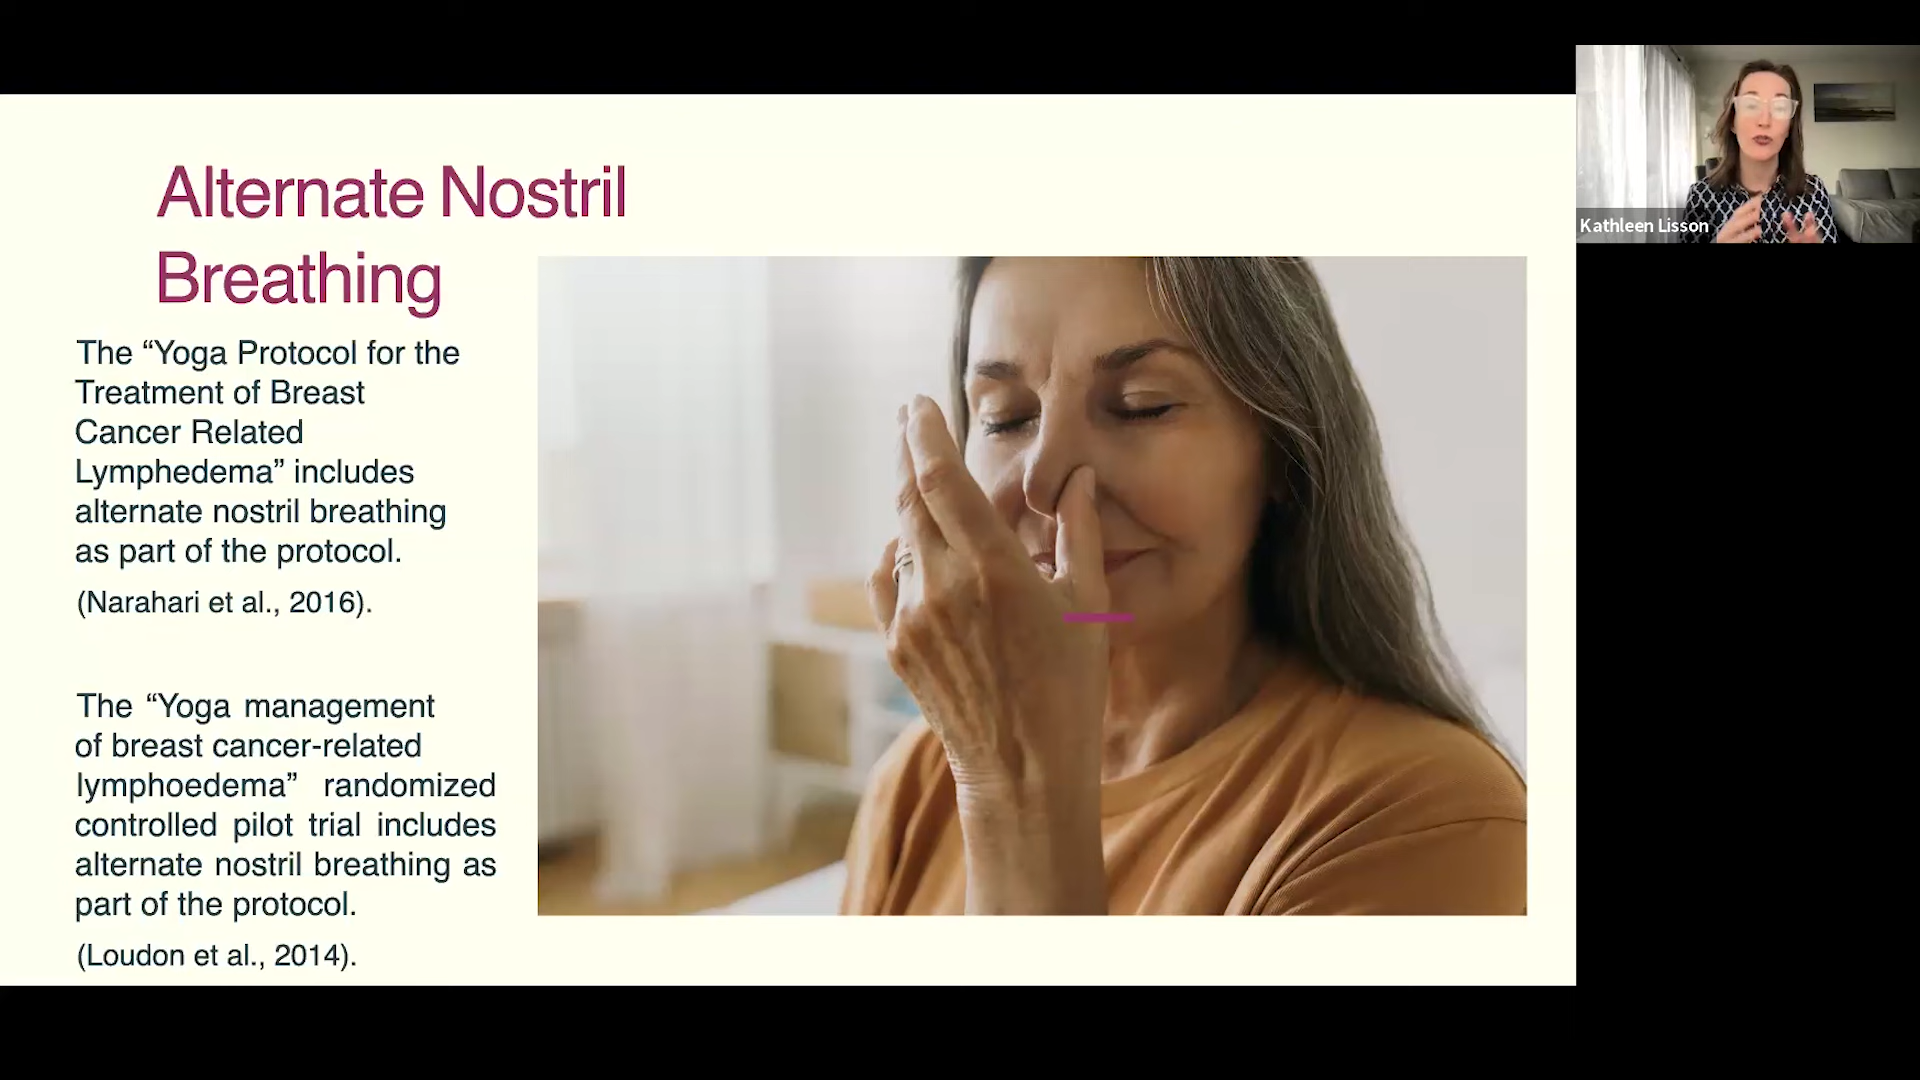 Alternate Nostril
Breathing
The “Yoga Protocol for the
Treatment of Breast
Cancer Related
Lymphedema” includes
alternate nostril breathing
as part of the protocol.
(Narahari et al., 2016).
The “Yoga management
of breast cancer-related
lymphoedema” randomized
controlled pilot trial includes
alternate nostril breathing as
part of the protocol.
(Loudon et al., 2014).
Kathleen Lisson